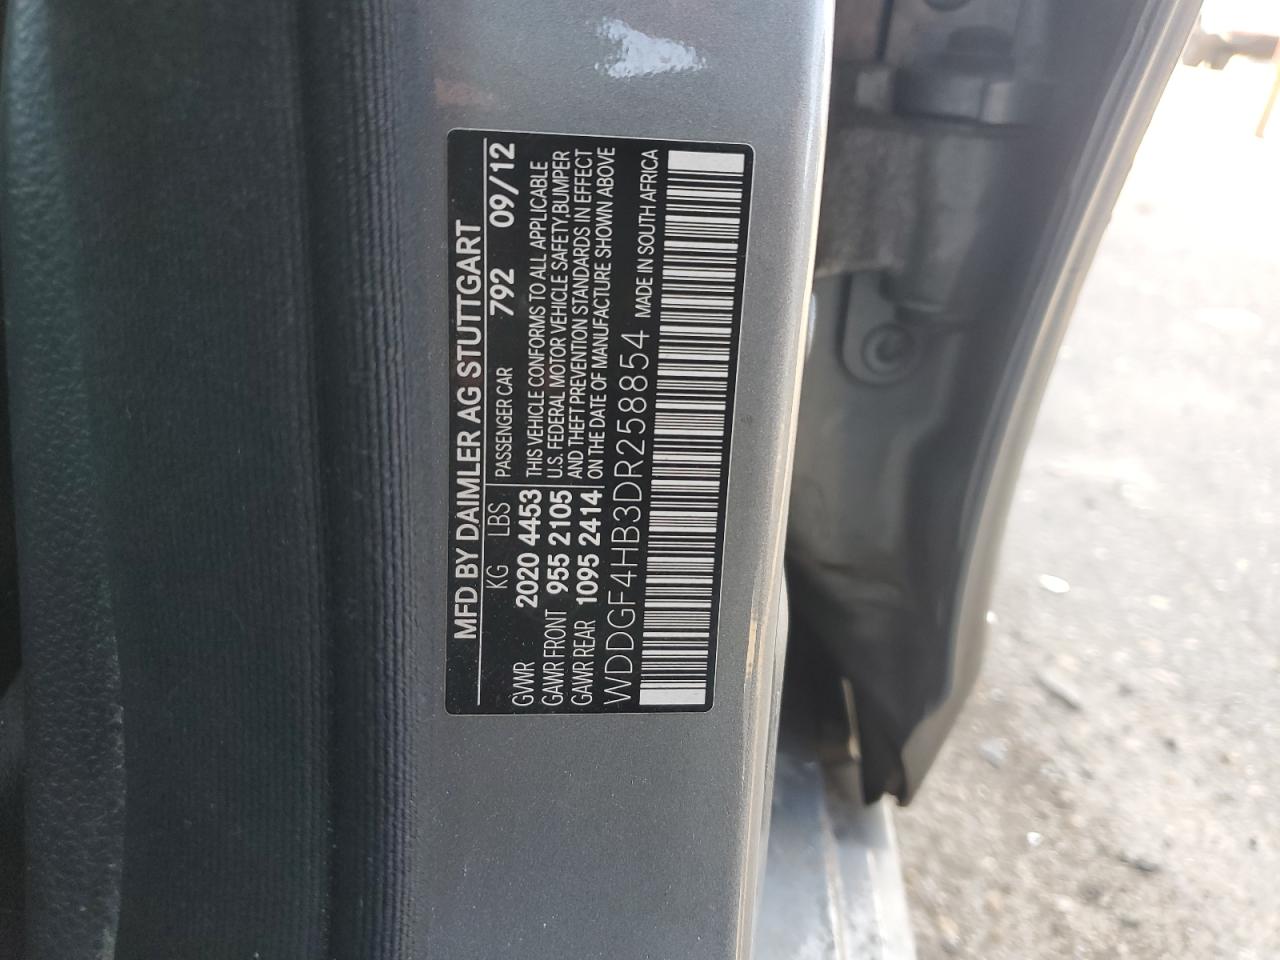 MFD. BY DAIMLER AG STUTTGART
KG LBS PASSENGER CAR 792 09/12
GVWR 2020 4453 THIS VEHICLE CONFORMS TO ALL APPLICABLE
GAWR FRONT 955 2105 U.S. FEDERAL MOTOR VEHICLE SAFETY,BUMPER
GAWR REAR 1095 2414 AND THEFT PREVENTION STANDARDS IN EFFECT
ON THE DATE OF MANUFACTURE SHOWN ABOVE
WDDGF4HB3DR258854 MADE IN SOUTH AFRICA